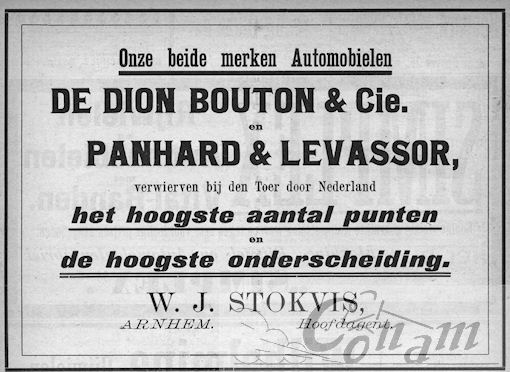 Onze beide merken Automobielen
DE DION BOUTON & Cie.
en
PANHARD & LEVASSOR,
verwierven bij den Toer door Nederland
het hoogste aantal punten
en
de hoogste onderscheiding.
W. J. STOKVIS,
ARNHEM. Hoofdagent.
Conam